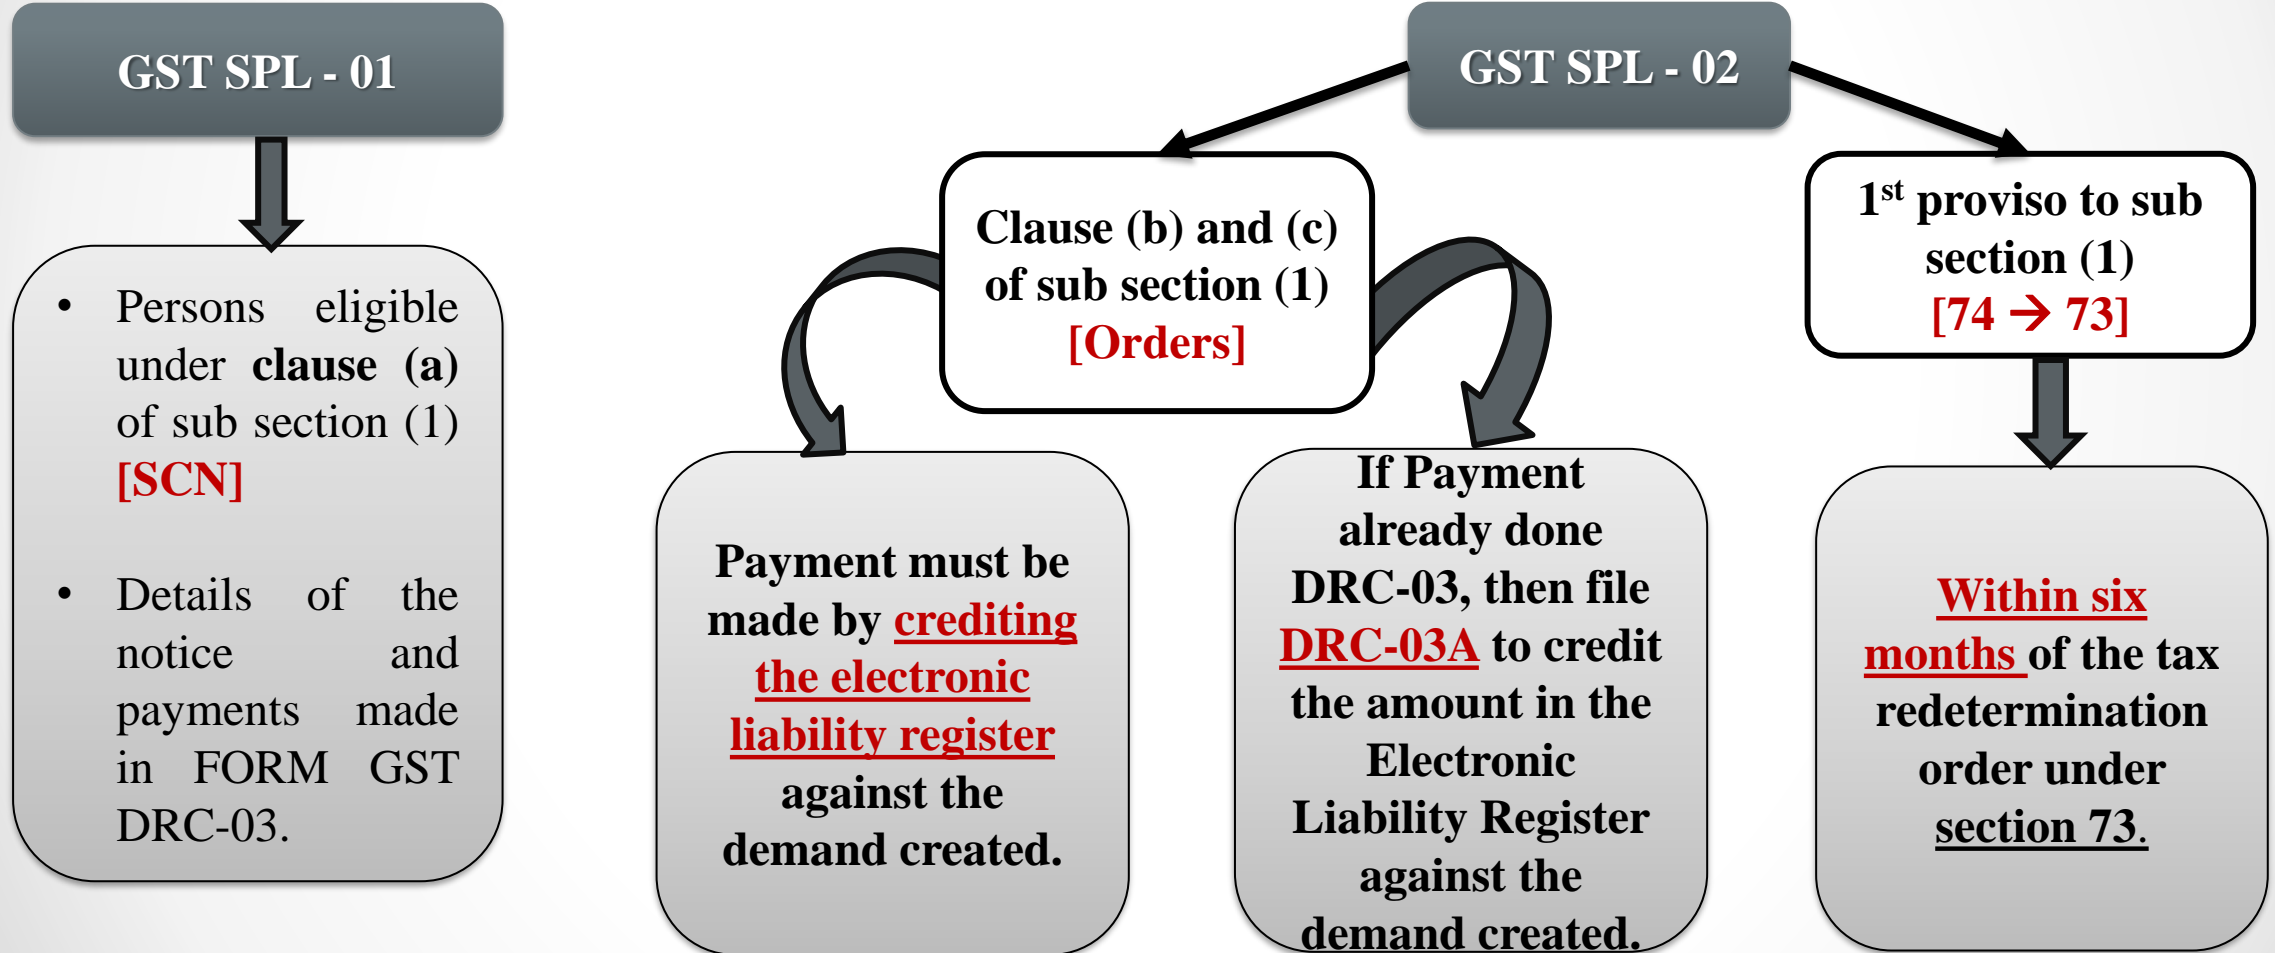 GST SPL - 01
• Persons eligible
under clause (a)
of sub section (1)
[SCN]
• Details of the
notice and
payments made
in FORM GST
DRC-03.
GST SPL - 02
Clause (b) and (c)
of sub section (1)
[Orders]
Payment must be
made by crediting
the electronic
liability register
against the
demand created.
If Payment
already done
DRC-03, then file
DRC-03A to credit
the amount in the
Electronic
Liability Register
against the
demand created.
1st proviso to sub
section (1)
[74 → 73]
Within six
months of the tax
redetermination
order under
section 73.